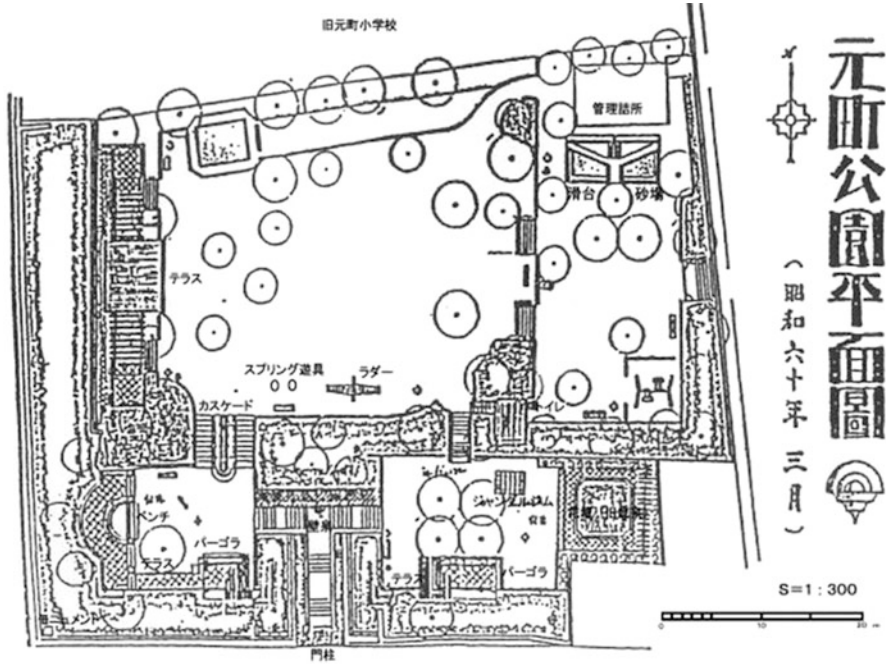 旧元町小学校
元町公園平面圖
（昭和六十年三月）
管理詰所
滑台
砂場
テラス
スプリング遊具
ラダー
カスケード
トイレ
ジャングルジム
壁泉
ベンチ
パーゴラ
テラス
テラス
パーゴラ
門柱
S=1：300
0
10
20 m